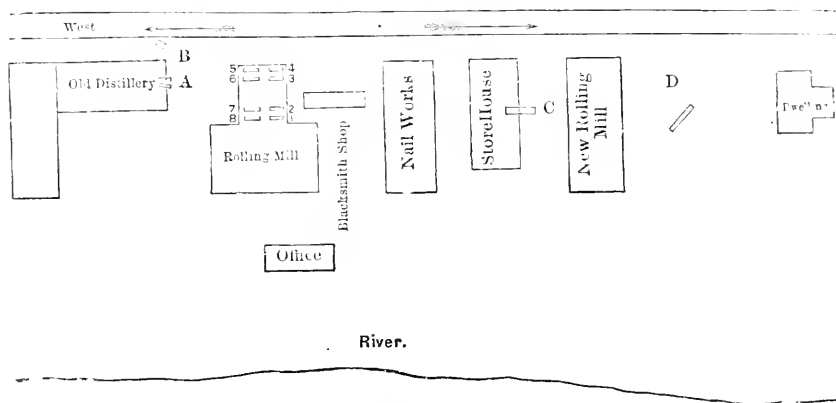 West
B
Old Distillery
A
5 4
6 3
7 2
8 1
Rolling Mill
Blacksmith Shop
Nail Works
StoreHouse
C
New Rolling
Mill
D
Office
River.